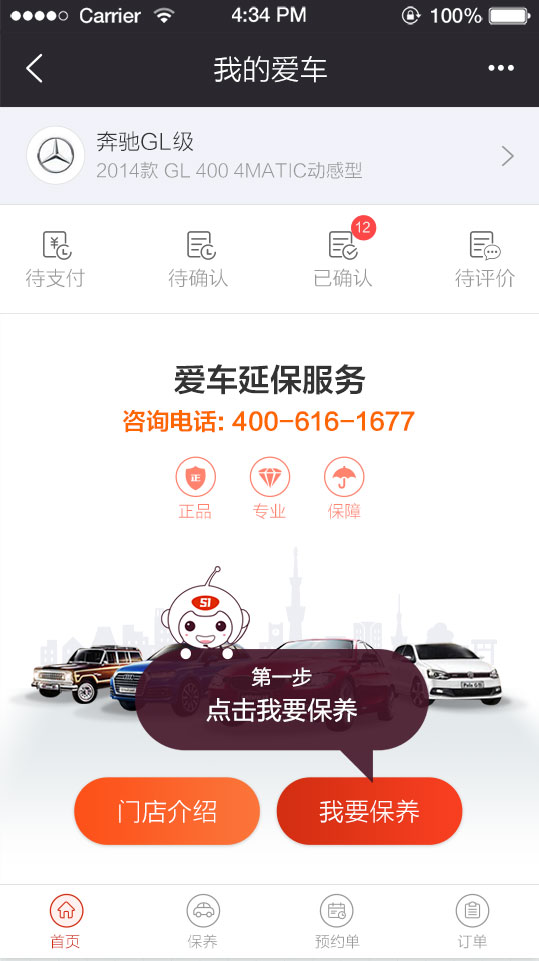 Carrier 4:34 PM 100%
我的爱车
奔驰GL级
2014款 GL 400 4MATIC动感型
12
待支付 待确认 已确认 待评价
爱车延保服务
咨询电话: 400-616-1677
正
正品 专业 保障
51
第一步
点击我要保养
Polo GTI
门店介绍 我要保养
首页 保养 预约单 订单